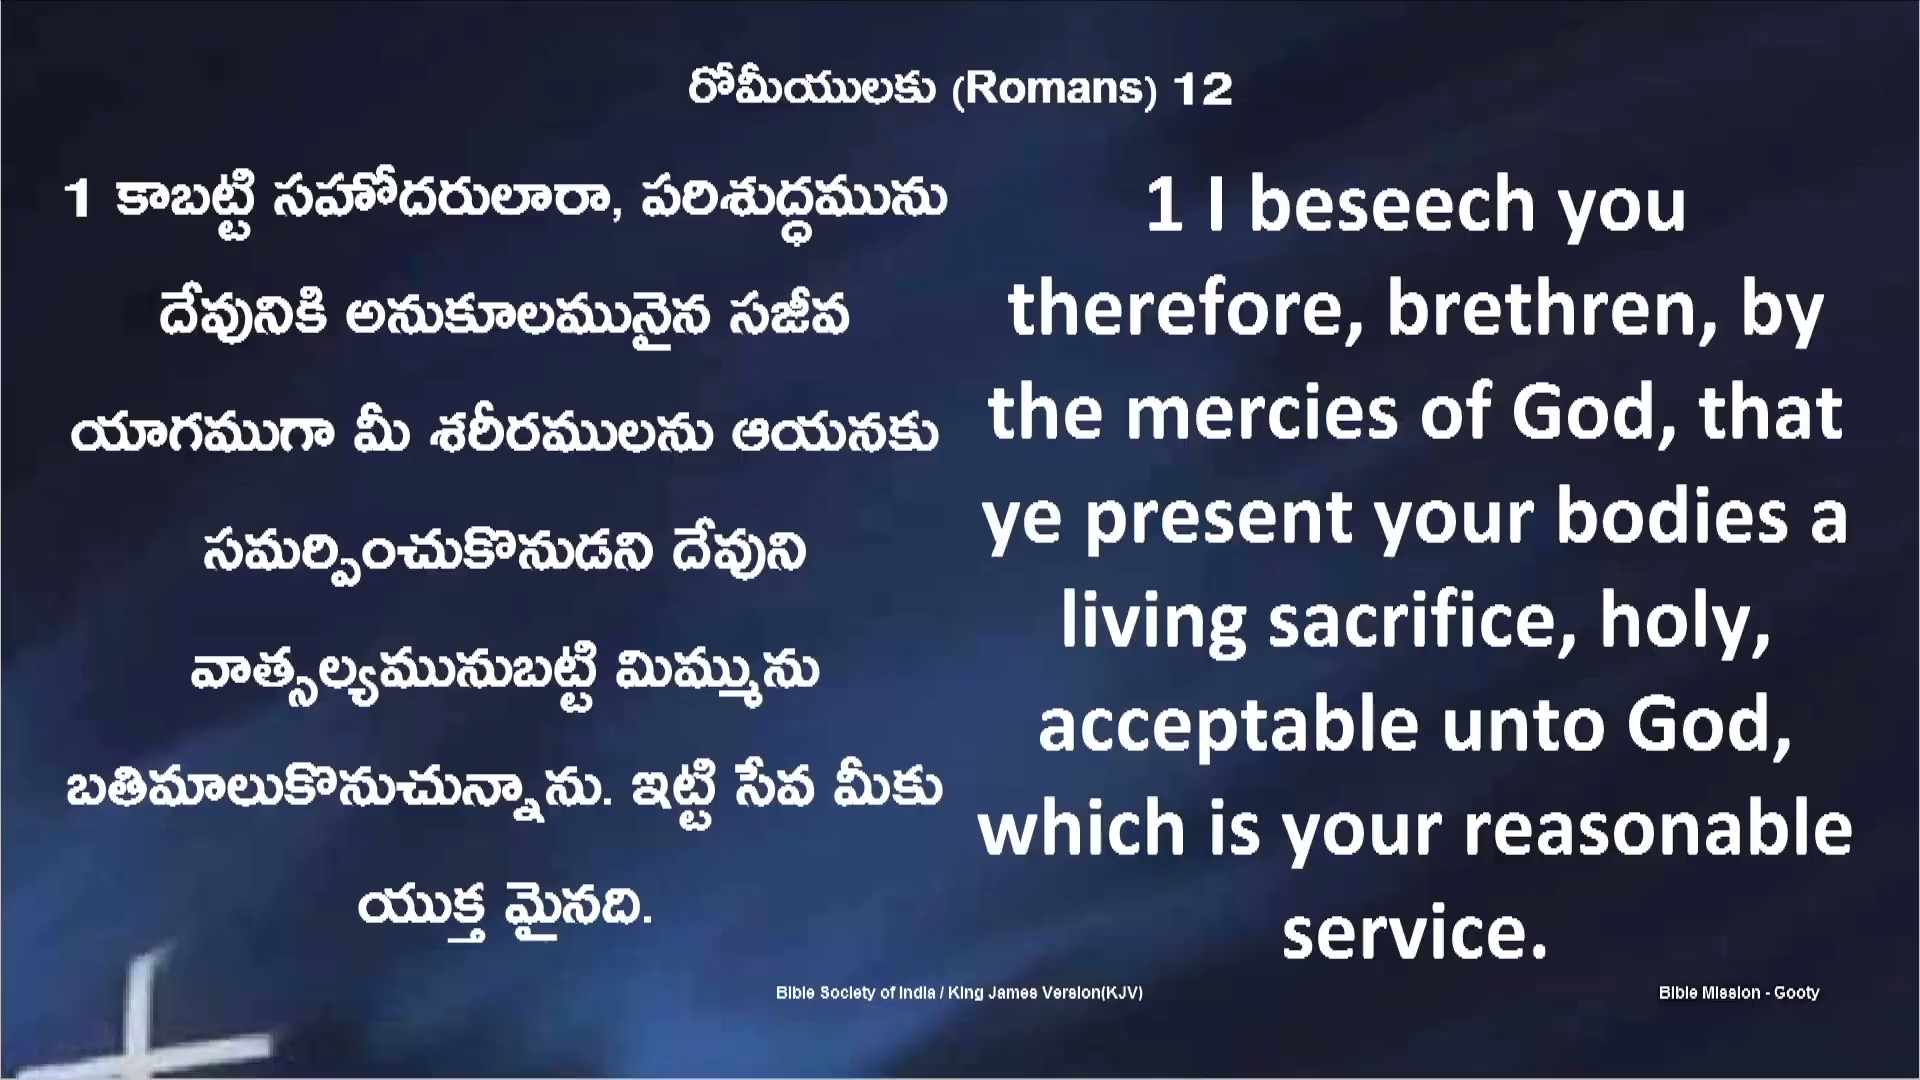 రోమీయులకు (Romans) 12
1 కాబట్టి సహోదరులారా, పరిశుద్ధమును
దేవునికి అనుకూలమునైన సజీవ
యాగముగా మీ శరీరములను ఆయనకు
సమర్పించుకొనుడని దేవుని
వాత్సల్యమునుబట్టి మిమ్మును
బతిమాలుకొనుచున్నాను. ఇట్టి సేవ మీకు
యుక్త మైనది.
1 I beseech you
therefore, brethren, by
the mercies of God, that
ye present your bodies a
living sacrifice, holy,
acceptable unto God,
which is your reasonable
service.
Bible Society of India / King James Version(KJV)
Bible Mission - Gooty